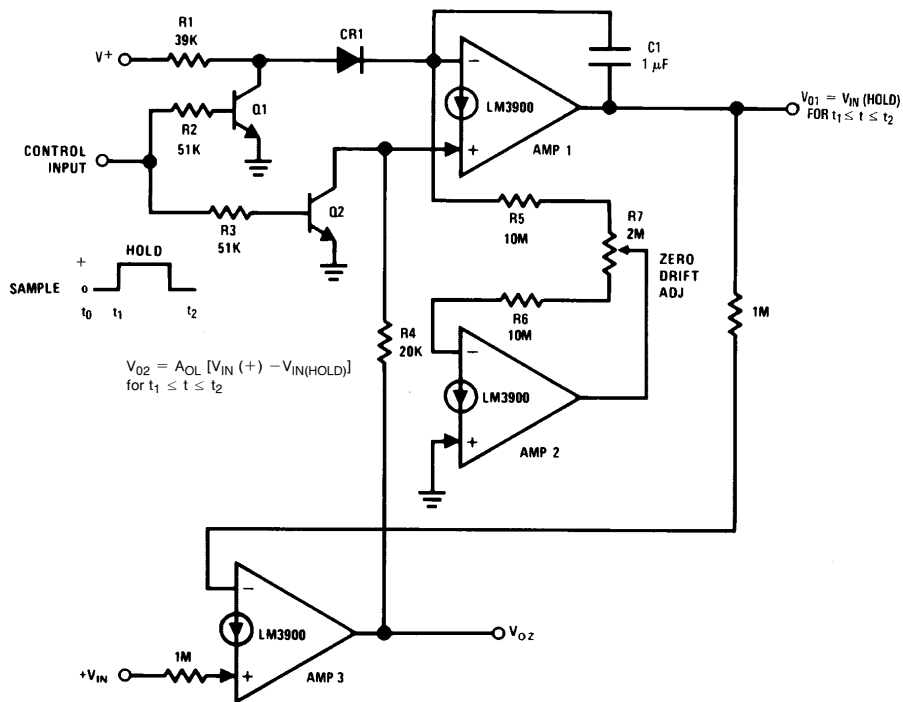 R1
39K
V+
CR1
C1
1 μF
Q1
LM3900
AMP 1
V01 = VIN (HOLD)
FOR t1 ≤ t ≤ t2
R2
51K
CONTROL
INPUT
Q2
R3
51K
R5
10M
R7
2M
ZERO
DRIFT
ADJ
+
HOLD
SAMPLE
o
t0 t1 t2
R6
10M
1M
R4
20K
V02 = AOL [VIN (+) −VIN(HOLD)]
for t1 ≤ t ≤ t2
−
+
LM3900
AMP 2
−
+
LM3900
VOZ
+VIN
1M
AMP 3
−
+